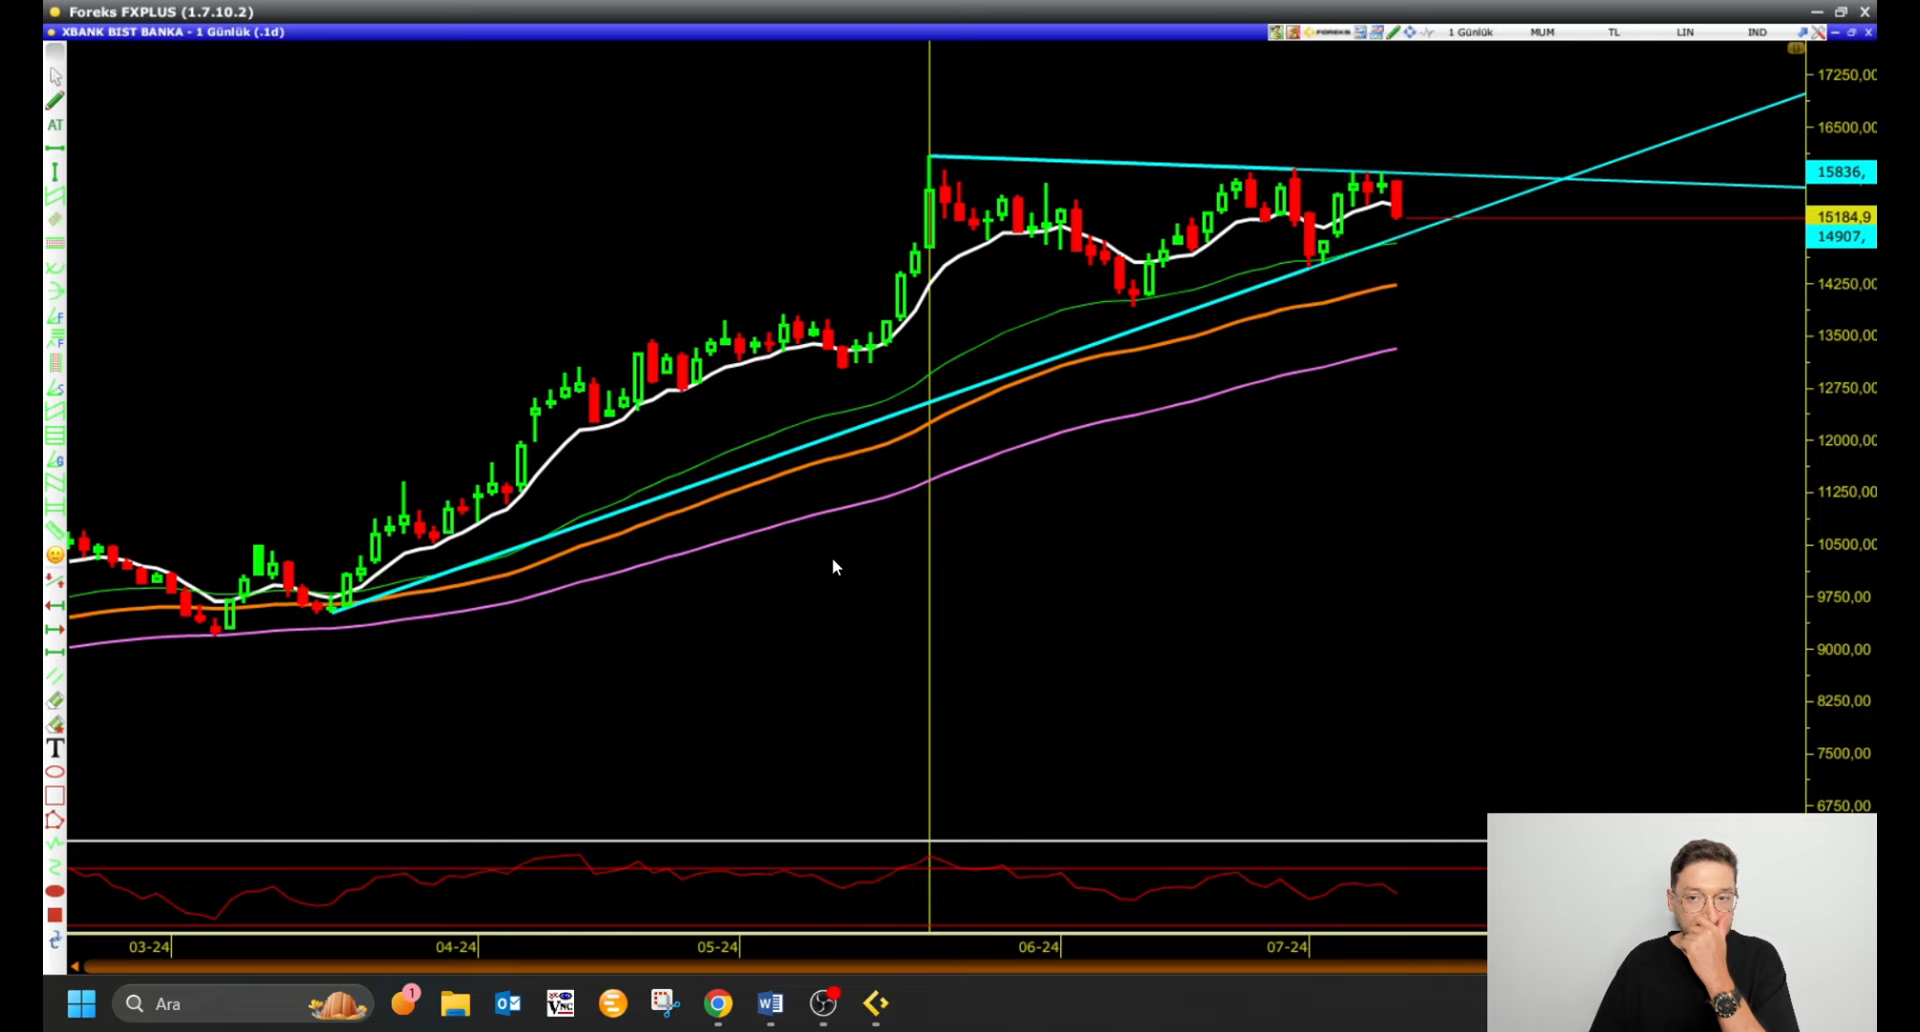 Foreks FXPLUS (1.7.10.2)
XBANK BIST BANKA - 1 Günlük (.1d)
FOREKS 1 Günlük MUM TL LIN IND
AT
F
F
S
G
T
17250,00
16500,00
15836,
15184,9
14907,
14250,00
13500,00
12750,00
12000,00
11250,00
10500,00
9750,00
9000,00
8250,00
7500,00
6750,00
03-24 04-24 05-24 06-24 07-24
Ara
1